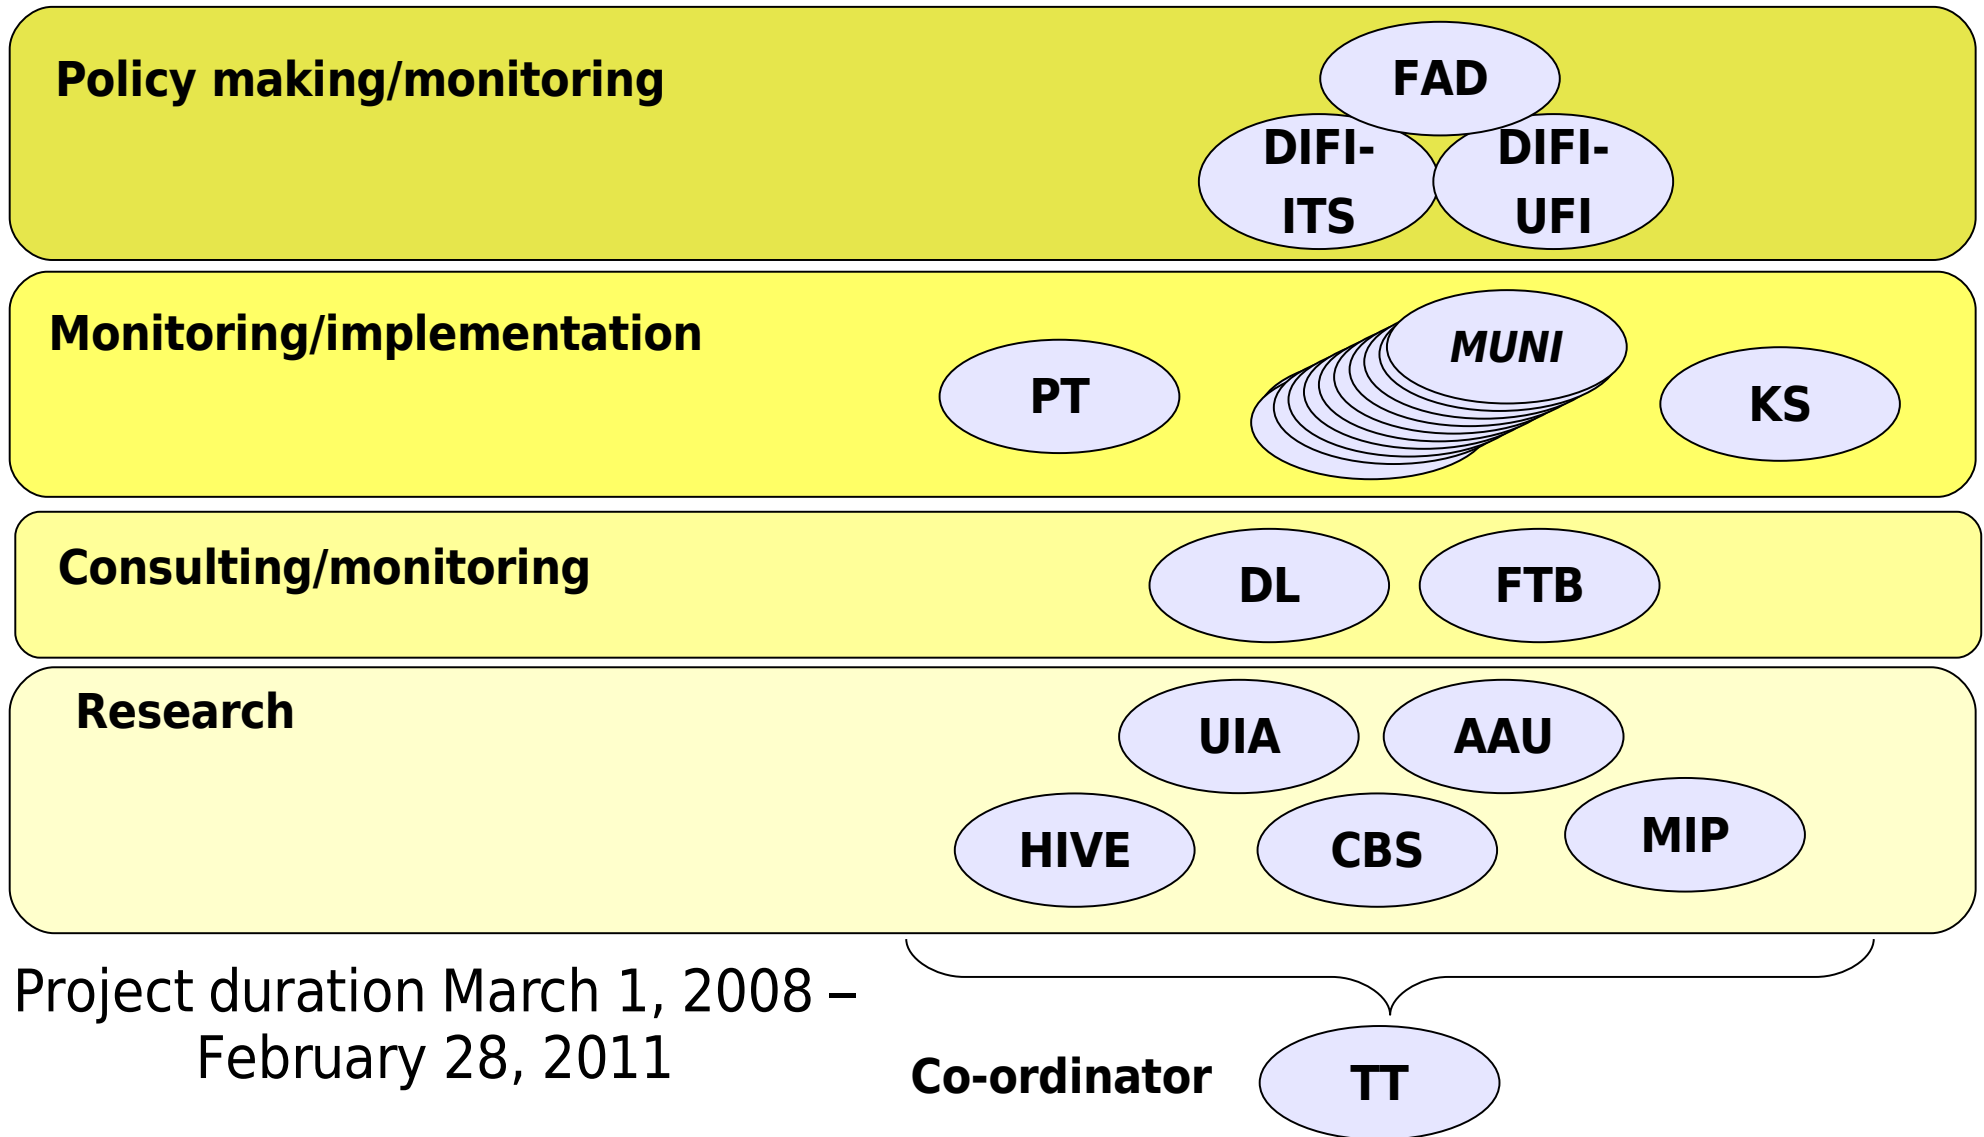 Policy making/monitoring
FAD
DIFI-
ITS
DIFI-
UFI
Monitoring/implementation
PT
MUNI
KS
Consulting/monitoring
DL
FTB
Research
UIA
AAU
HIVE
CBS
MIP
Project duration March 1, 2008 –
February 28, 2011
Co-ordinator
TT